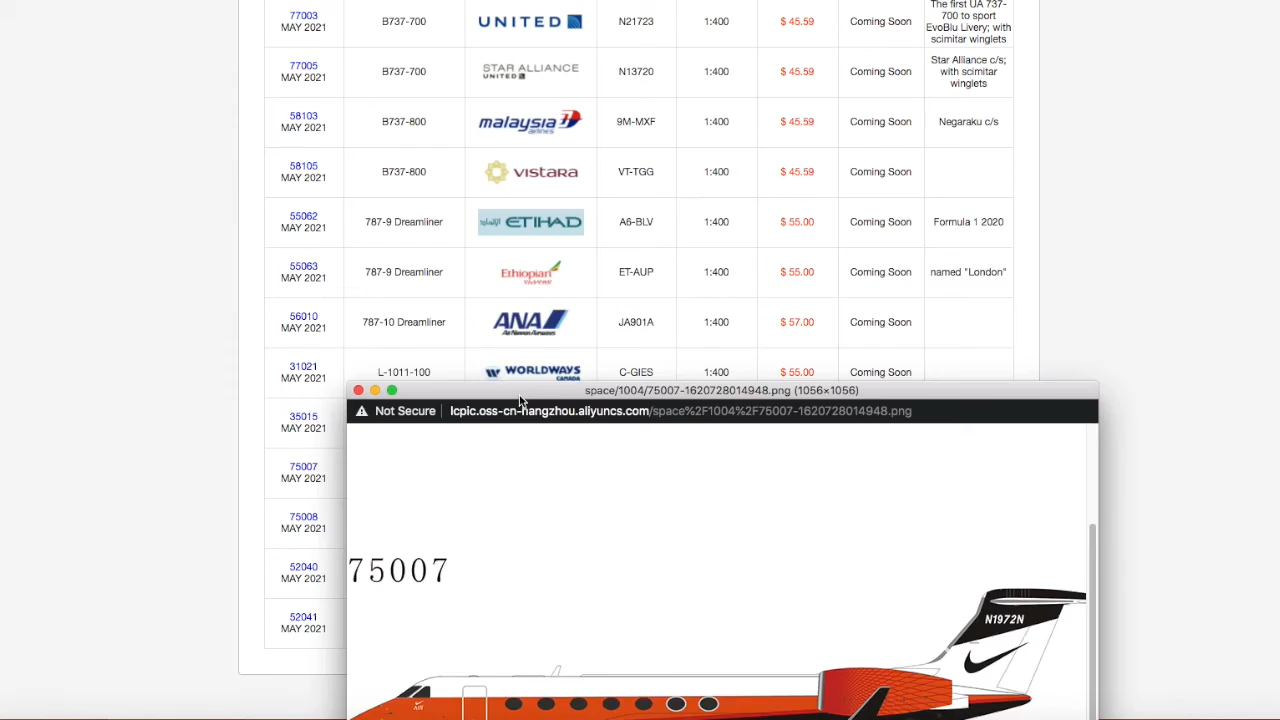 77003
MAY 2021
B737-700
UNITED
N21723
1:400
$ 45.59
Coming Soon
The first UA 737-
700 to sport
EvoBlu Livery; with
scimitar winglets
77005
MAY 2021
B737-700
STAR ALLIANCE
UNITED
N13720
1:400
$ 45.59
Coming Soon
Star Alliance c/s;
with scimitar
winglets
58103
MAY 2021
B737-800
malaysia
airlines
9M-MXF
1:400
$ 45.59
Coming Soon
Negaraku c/s
58105
MAY 2021
B737-800
VISTARA
VT-TGG
1:400
$ 45.59
Coming Soon
55062
MAY 2021
787-9 Dreamliner
ETIHAD
A6-BLV
1:400
$ 55.00
Coming Soon
Formula 1 2020
55063
MAY 2021
787-9 Dreamliner
Ethiopian
ET-AUP
1:400
$ 55.00
Coming Soon
named "London"
56010
MAY 2021
787-10 Dreamliner
ANA
All Nippon Airways
JA901A
1:400
$ 57.00
Coming Soon
31021
MAY 2021
L-1011-100
WORLDWAYS
CANADA
C-GIES
1:400
$ 55.00
Coming Soon
35015
MAY 2021
75007
MAY 2021
75008
MAY 2021
52040
MAY 2021
52041
MAY 2021
space/1004/75007-1620728014948.png (1056×1056)
Not Secure
lcpic.oss-cn-hangzhou.aliyuncs.com/space%2F1004%2F75007-1620728014948.png
75007
N1972N